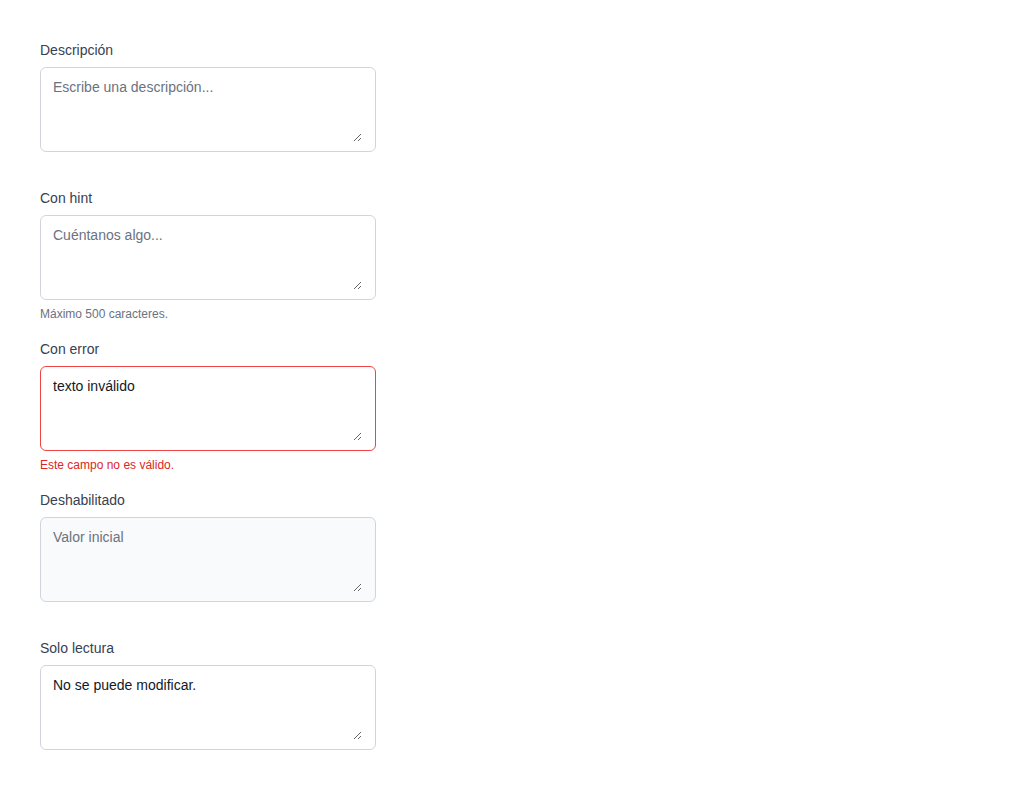 Descripción
Escribe una descripción...
Con hint
Cuéntanos algo...
Máximo 500 caracteres.
Con error
texto inválido
Este campo no es válido.
Deshabilitado
Valor inicial
Solo lectura
No se puede modificar.